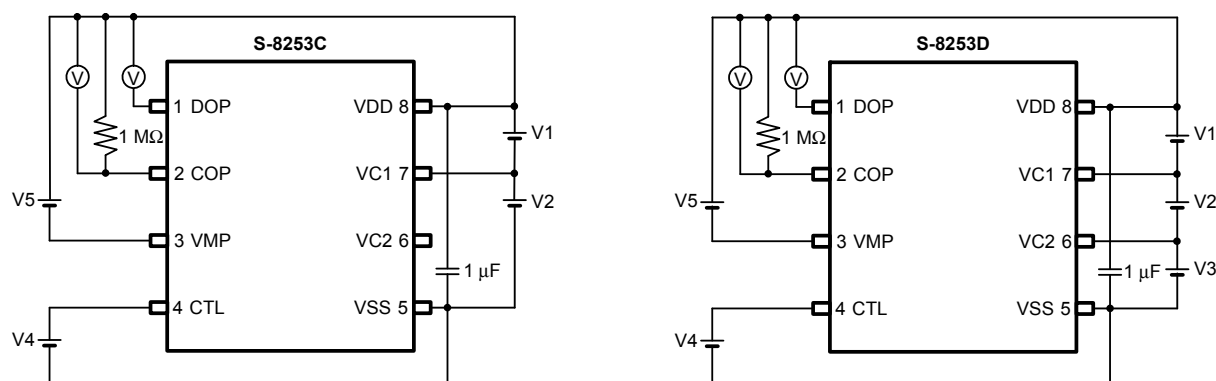 S-8253C
V
V
1 DOP
VDD 8
V1
1 MΩ
2 COP
VC1 7
V5
V2
3 VMP
VC2 6
1 μF
4 CTL
VSS 5
V4
S-8253D
V
V
1 DOP
VDD 8
V1
1 MΩ
2 COP
VC1 7
V5
V2
3 VMP
VC2 6
1 μF
V3
4 CTL
VSS 5
V4